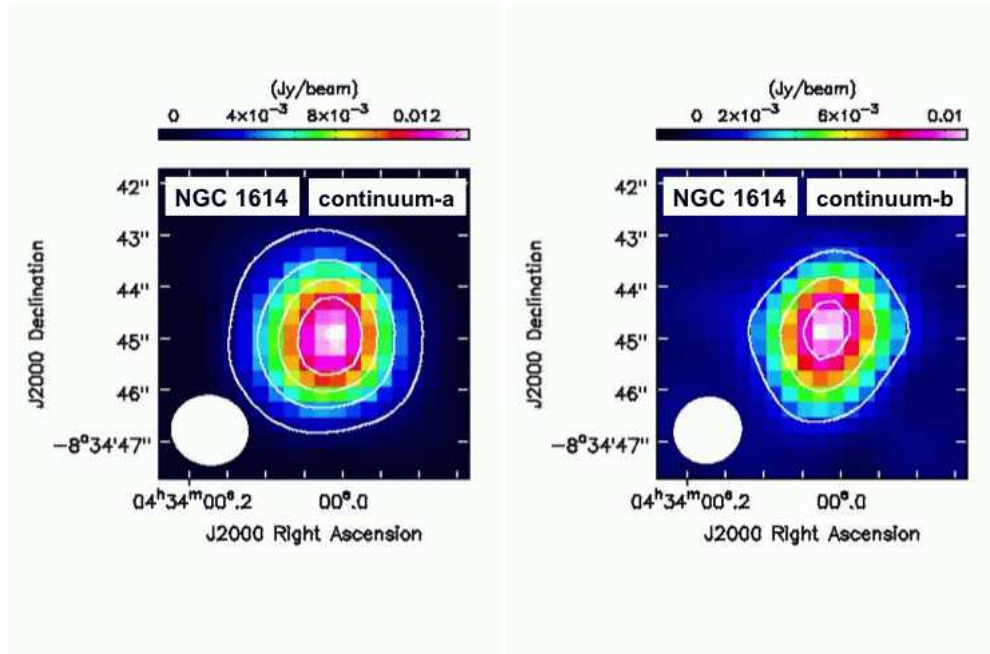 (Jy/beam)
0 4×10⁻³ 8×10⁻³ 0.012
NGC 1614 continuum-a
42"
43"
44"
45"
46"
−8°34'47"
J2000 Declination
04ʰ34ᵐ00ˢ.2 00ˢ.0
J2000 Right Ascension
(Jy/beam)
0 2×10⁻³ 6×10⁻³ 0.01
NGC 1614 continuum-b
42"
43"
44"
45"
46"
−8°34'47"
J2000 Declination
04ʰ34ᵐ00ˢ.2 00ˢ.0
J2000 Right Ascension